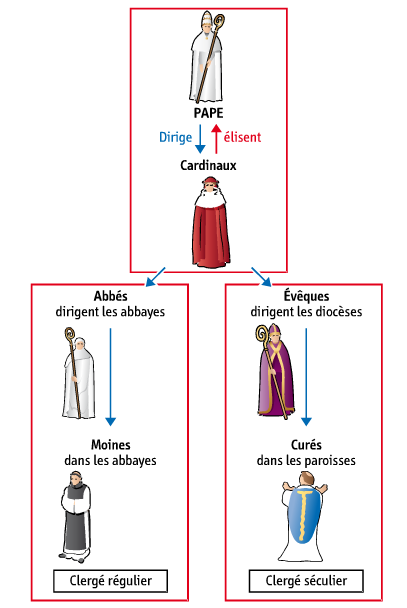 PAPE
Dirige
élisent
Cardinaux
Abbés
dirigent les abbayes
Moines
dans les abbayes
Clergé régulier
Évêques
dirigent les diocèses
Curés
dans les paroisses
Clergé séculier